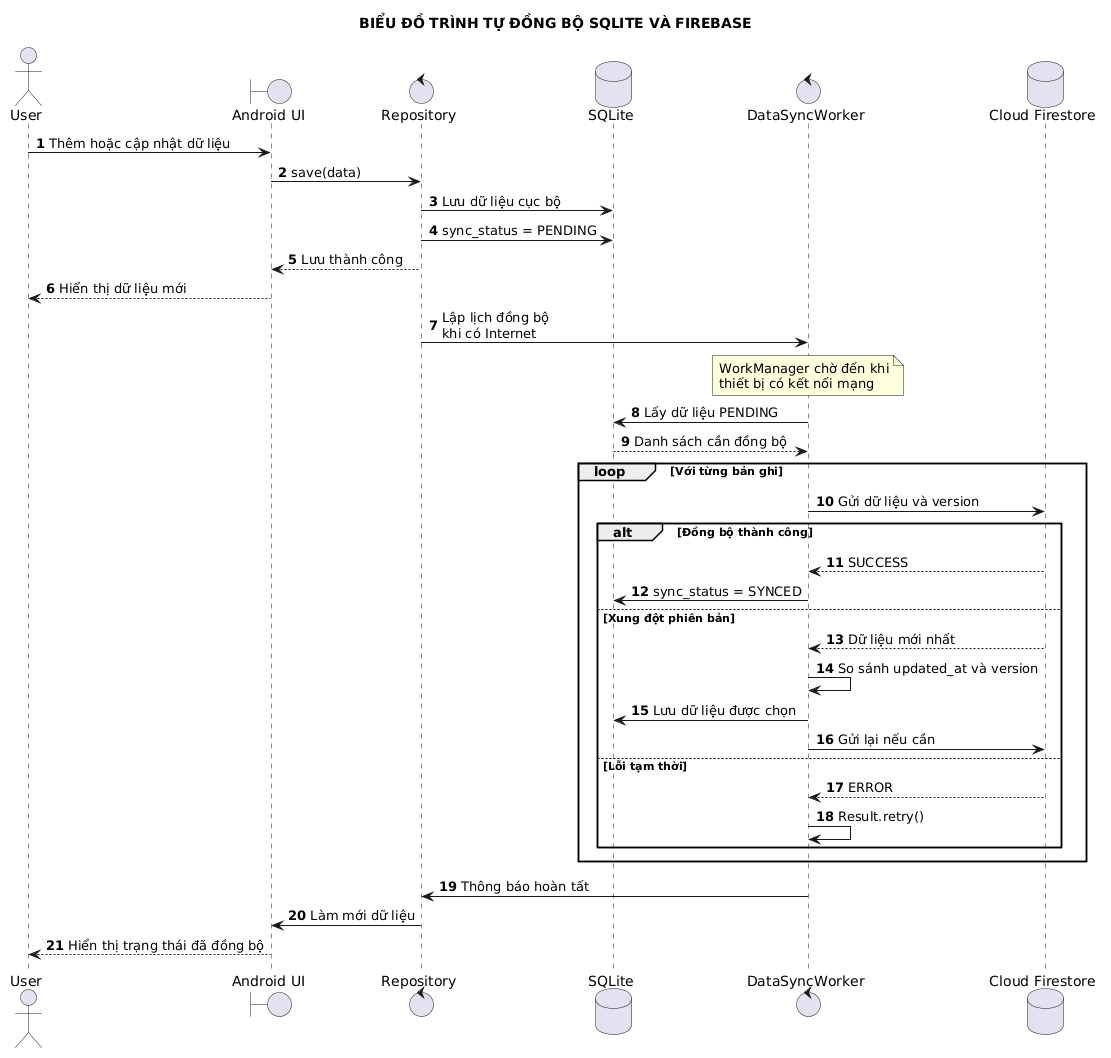 BIỂU ĐỒ TRÌNH TỰ ĐỒNG BỘ SQLITE VÀ FIREBASE
User
Android UI
Repository
SQLite
DataSyncWorker
Cloud Firestore
1 Thêm hoặc cập nhật dữ liệu
2 save(data)
3 Lưu dữ liệu cục bộ
4 sync_status = PENDING
5 Lưu thành công
6 Hiển thị dữ liệu mới
7 Lập lịch đồng bộ
khi có Internet
WorkManager chờ đến khi
thiết bị có kết nối mạng
8 Lấy dữ liệu PENDING
9 Danh sách cần đồng bộ
loop [Với từng bản ghi]
10 Gửi dữ liệu và version
alt [Đồng bộ thành công]
11 SUCCESS
12 sync_status = SYNCED
[Xung đột phiên bản]
13 Dữ liệu mới nhất
14 So sánh updated_at và version
15 Lưu dữ liệu được chọn
16 Gửi lại nếu cần
[Lỗi tạm thời]
17 ERROR
18 Result.retry()
19 Thông báo hoàn tất
20 Làm mới dữ liệu
21 Hiển thị trạng thái đã đồng bộ
User
Android UI
Repository
SQLite
DataSyncWorker
Cloud Firestore